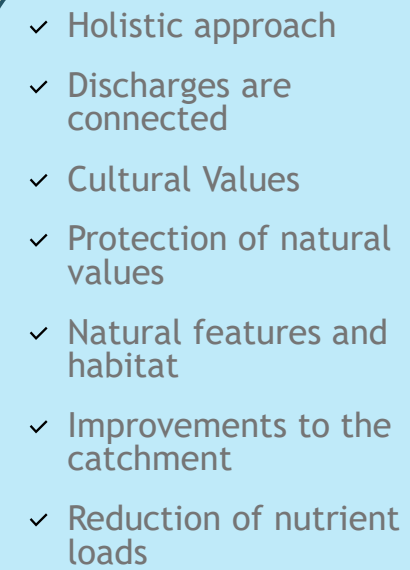 ✓ Holistic approach
✓ Discharges are
connected
✓ Cultural Values
✓ Protection of natural
values
✓ Natural features and
habitat
✓ Improvements to the
catchment
✓ Reduction of nutrient
loads